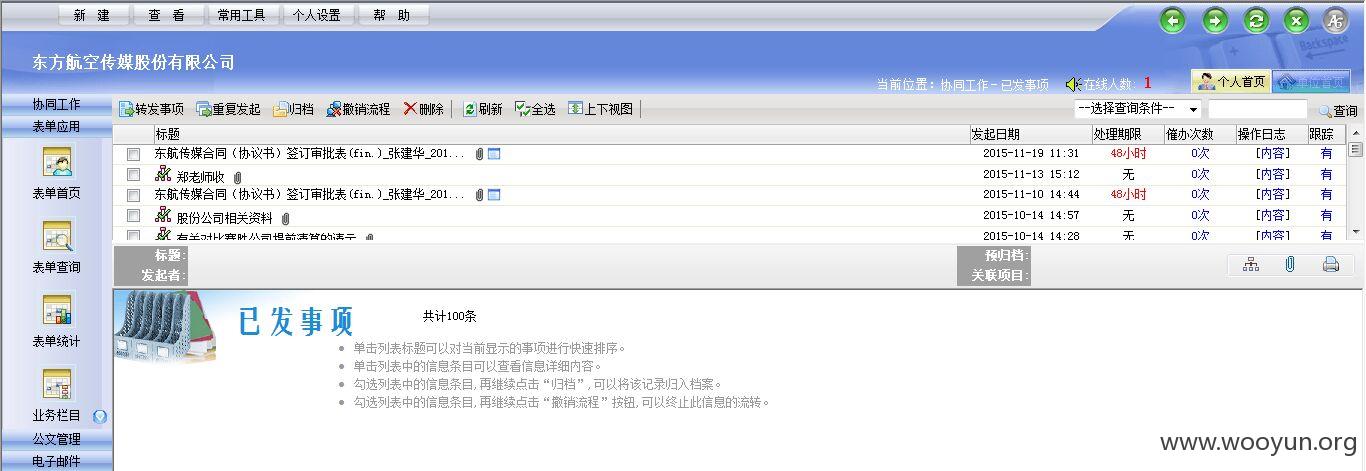 新 建 查 看 常用工具 个人设置 帮 助
东方航空传媒股份有限公司
当前位置：协同工作-已发事项 在线人数： 1 个人首页 单位首页
协同工作
表单应用
表单首页
表单查询
表单统计
业务栏目
公文管理
电子邮件
转发事项 重复发起 归档 撤销流程 删除 刷新 全选 上下视图 --选择查询条件-- 查询
标题 发起日期 处理期限 催办次数 操作日志 跟踪
东航传媒合同（协议书）签订审批表(fin.)_张建华_201... 2015-11-19 11:31 48小时 0次 [内容] 有
郑老师收 2015-11-13 15:12 无 0次 [内容] 有
东航传媒合同（协议书）签订审批表(fin.)_张建华_201... 2015-11-10 14:44 48小时 0次 [内容] 有
股份公司相关资料 2015-10-14 14:57 无 0次 [内容] 有
有关对比赛胜公司提前清算的请示 2015-10-14 14:28 无 0次 [内容] 有
标题： 预归档：
发起者： 关联项目：
已发事项 共计100条
单击列表标题可以对当前显示的事项进行快速排序。
单击列表中的信息条目可以查看信息详细内容。
勾选列表中的信息条目,再继续点击“归档”,可以将该记录归入档案。
勾选列表中的信息条目,再继续点击“撤销流程”按钮,可以终止此信息的流转。
www.wooyun.org